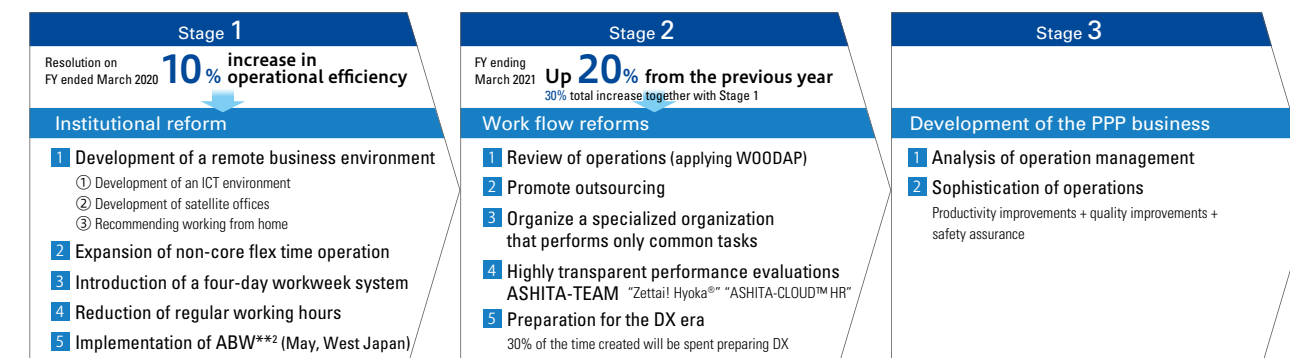 Stage 1
Resolution on
FY ended March 2020
10% increase in
operational efficiency
Institutional reform
1 Development of a remote business environment
① Development of an ICT environment
② Development of satellite offices
③ Recommending working from home
2 Expansion of non-core flex time operation
3 Introduction of a four-day workweek system
4 Reduction of regular working hours
5 Implementation of ABW**2 (May, West Japan)
Stage 2
FY ending
March 2021
Up 20% from the previous year
30% total increase together with Stage 1
Work flow reforms
1 Review of operations (applying WOODAP)
2 Promote outsourcing
3 Organize a specialized organization
that performs only common tasks
4 Highly transparent performance evaluations
ASHITA-TEAM "Zettai! Hyoka®" "ASHITA-CLOUD™ HR"
5 Preparation for the DX era
30% of the time created will be spent preparing DX
Stage 3
Development of the PPP business
1 Analysis of operation management
2 Sophistication of operations
Productivity improvements + quality improvements +
safety assurance